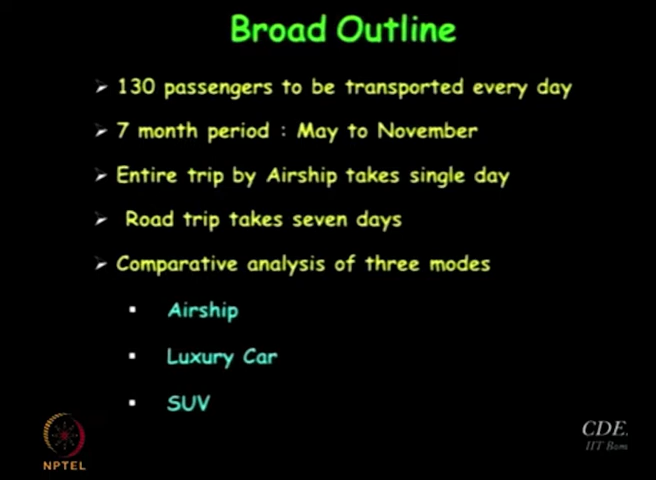 Broad Outline
➢ 130 passengers to be transported every day
➢ 7 month period : May to November
➢ Entire trip by Airship takes single day
➢ Road trip takes seven days
➢ Comparative analysis of three modes
▪ Airship
▪ Luxury Car
▪ SUV
NPTEL
CDE.
IIT Bom